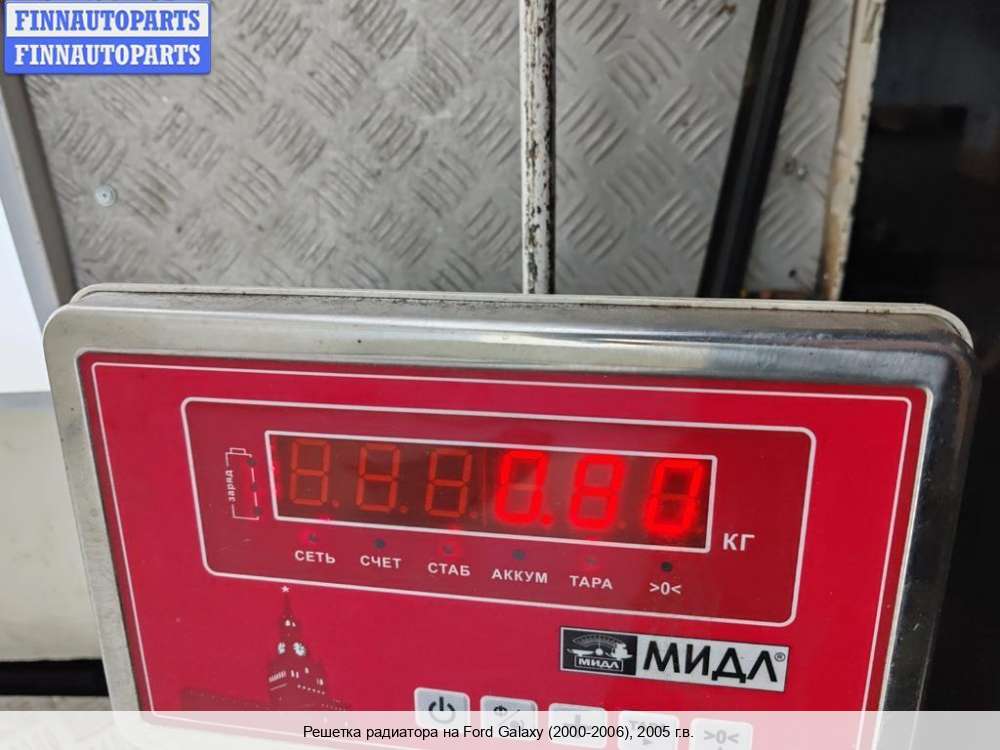 FINNAUTOPARTS
FINNAUTOPARTS
заряд
0.80
КГ
СЕТЬ СЧЕТ СТАБ АККУМ ТАРА >0<
МИДЛ МИДЛ®
>0<
Решетка радиатора на Ford Galaxy (2000-2006), 2005 г.в.